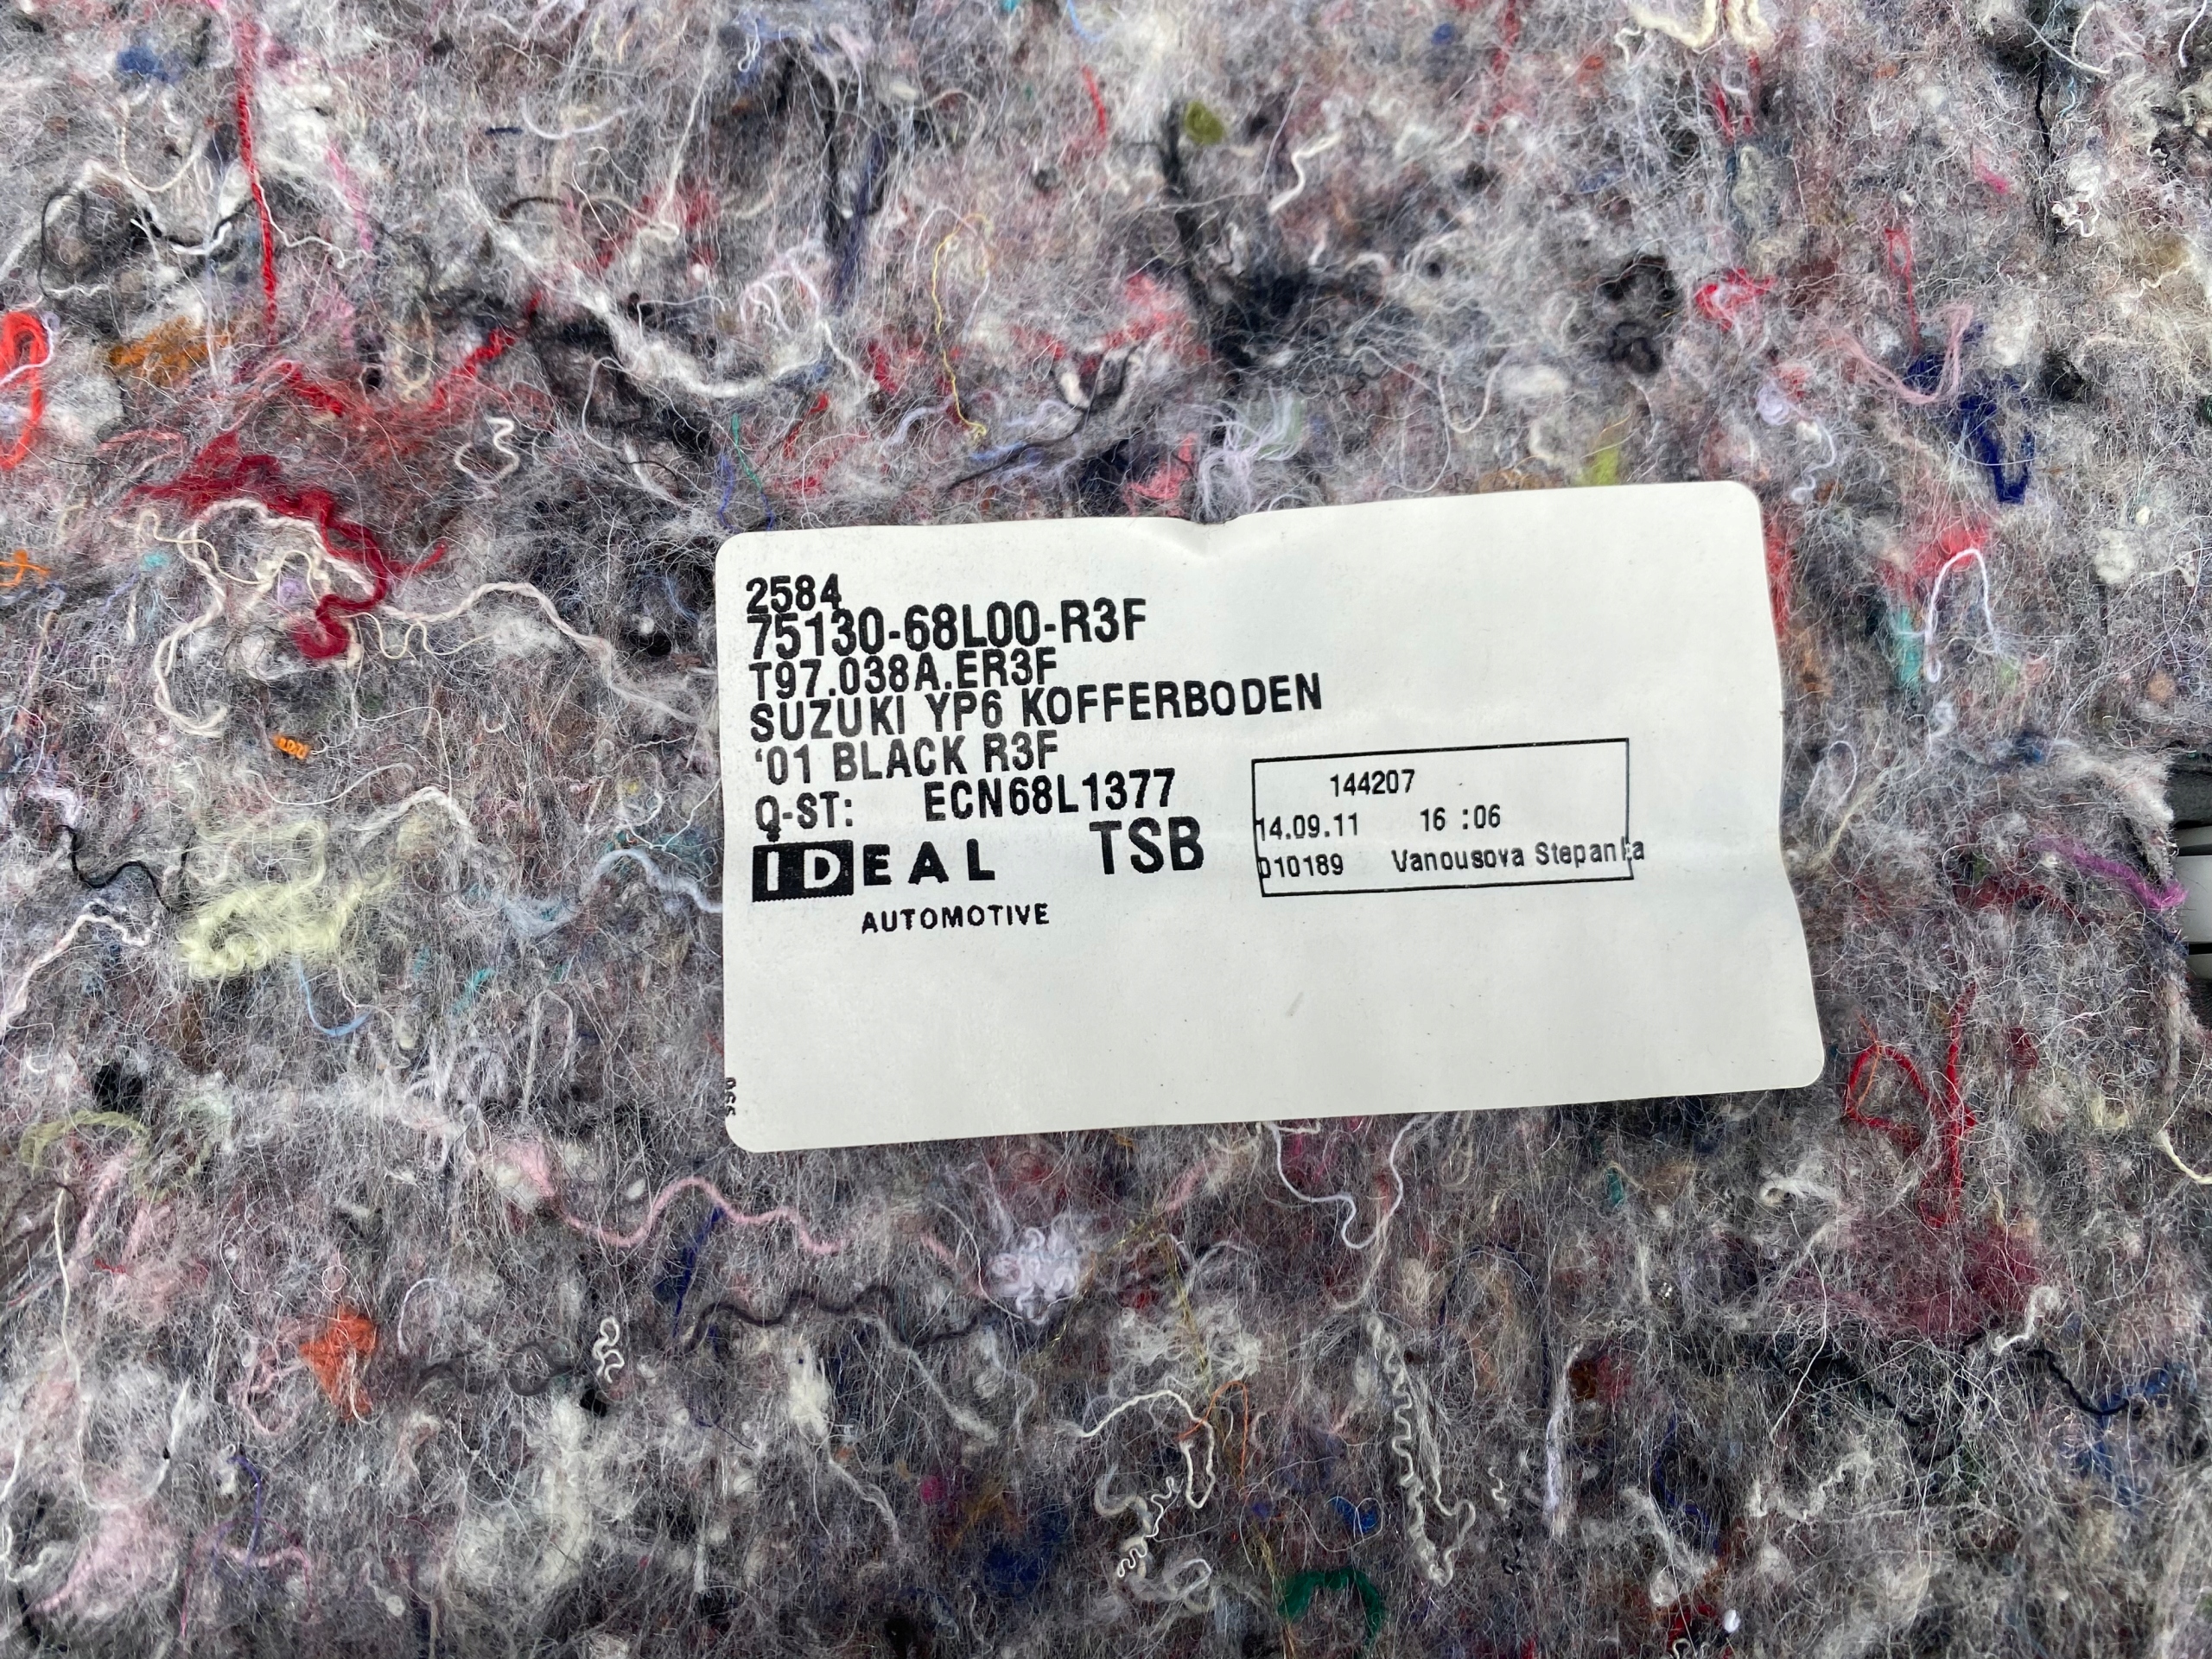 2584
75130-68L00-R3F
T97.038A.ER3F
SUZUKI YP6 KOFFERBODEN
'01 BLACK R3F
Q-ST: ECN68L1377
IDEAL TSB
AUTOMOTIVE
144207
14.09.11 16 :06
010189 Vanousova Stepanka